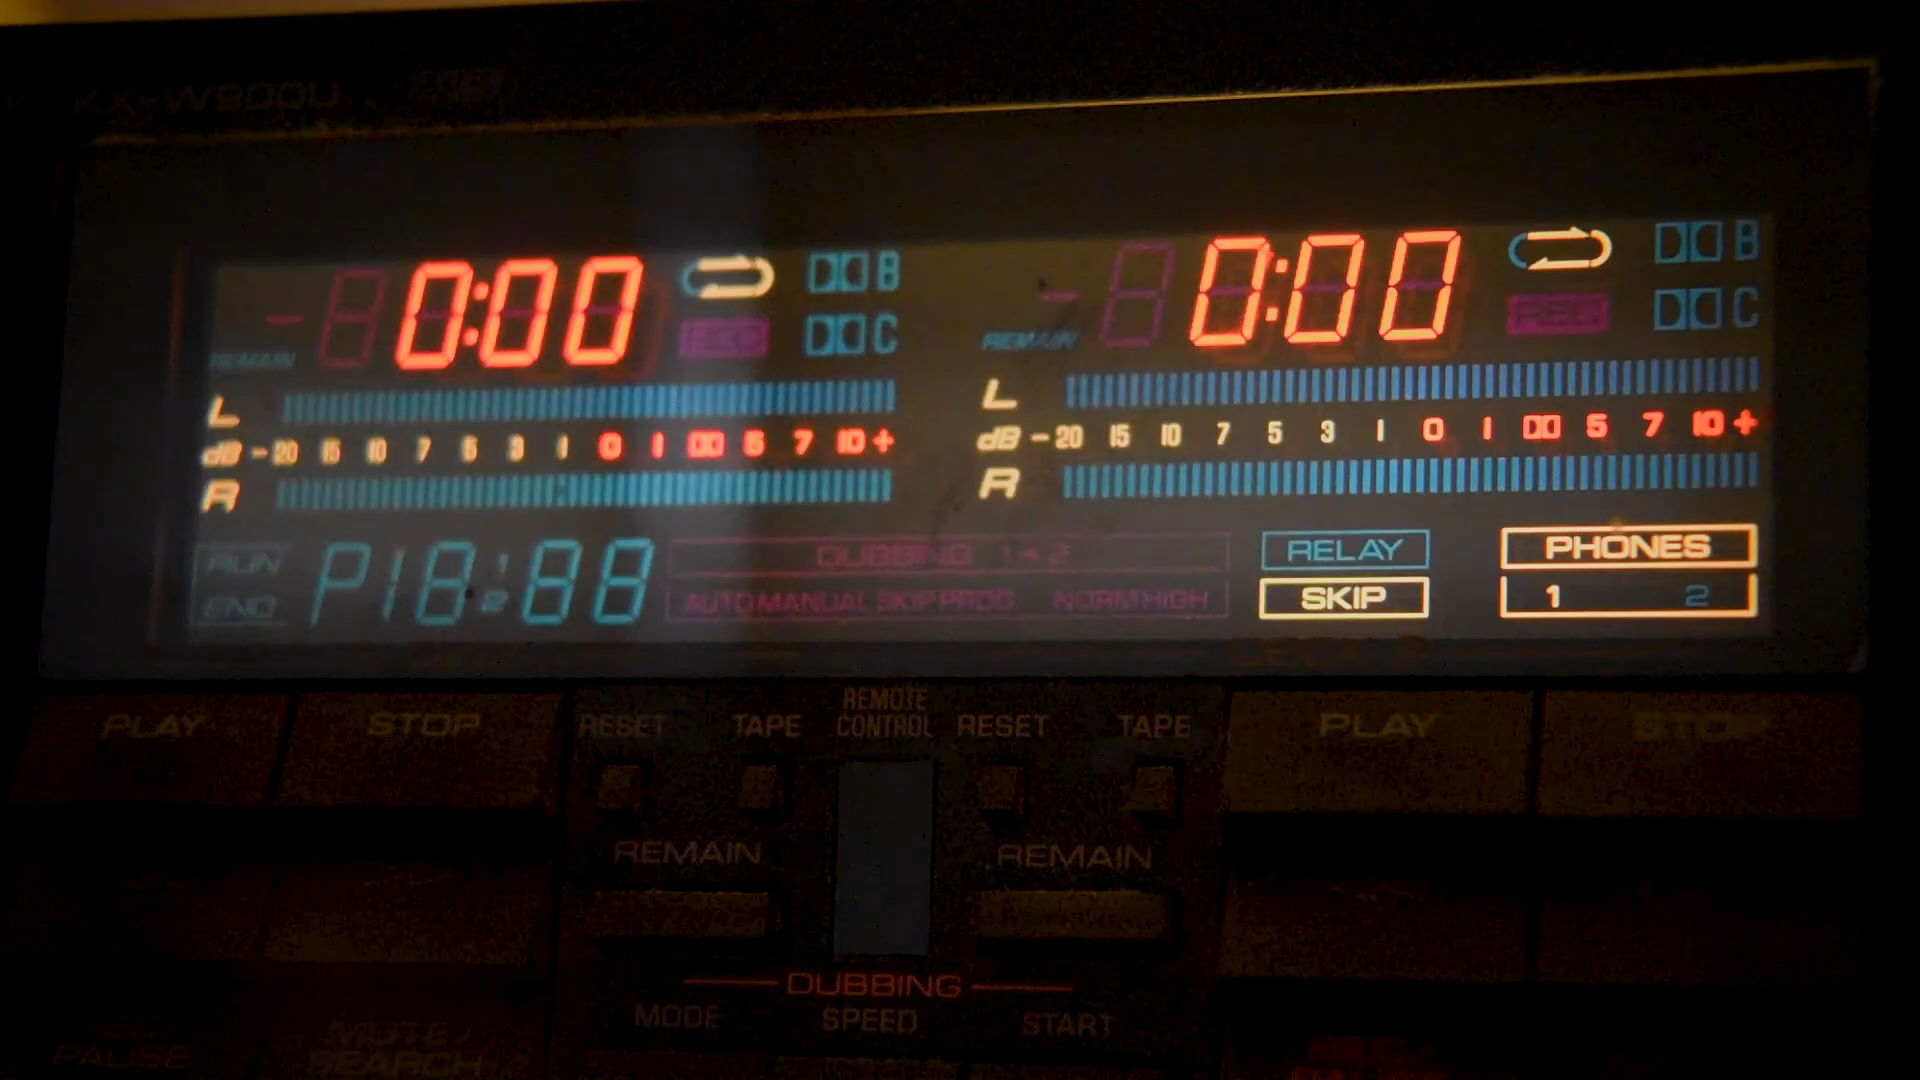 KX-W900U
0:00 B 0:00 B
REC C REC C
REMAIN REMAIN
L L
dB -20 15 10 7 5 3 1 0 1 5 7 10 + dB -20 15 10 7 5 3 1 0 1 5 7 10 +
R R
RUN P18:88 DUBBING 1 2 RELAY PHONES
END AUTO MANUAL SKIP PROG NORM HIGH SKIP 1 2
REMOTE
PLAY STOP RESET TAPE CONTROL RESET TAPE PLAY STOP
REMAIN REMAIN
DUBBING
MODE SPEED START
PAUSE MUTE/
SEARCH